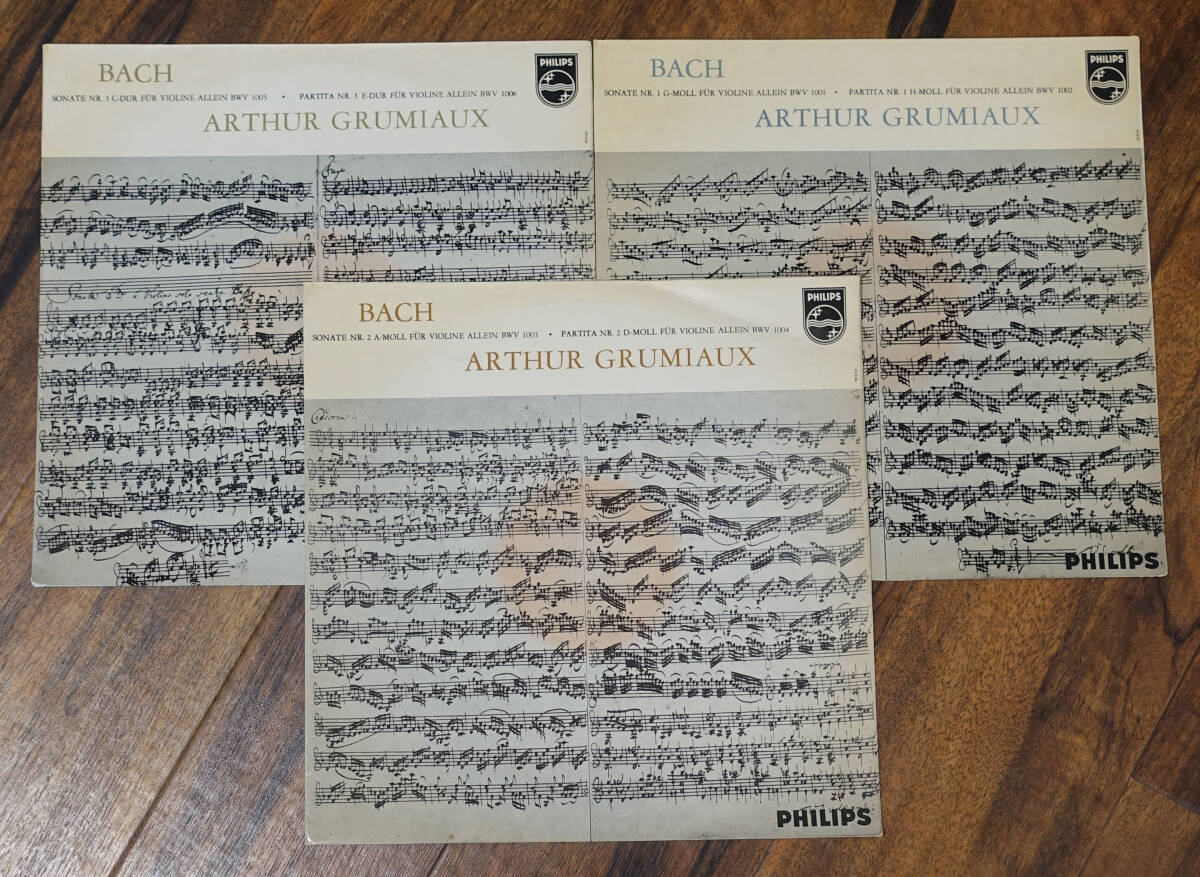 BACH
SONATE NR. 3 C-DUR FÜR VIOLINE ALLEIN BWV 1005 • PARTITA NR. 3 E-DUR FÜR VIOLINE ALLEIN BWV 1006
ARTHUR GRUMIAUX
PHILIPS
BACH
SONATE NR. 1 G-MOLL FÜR VIOLINE ALLEIN BWV 1001 • PARTITA NR. 1 H-MOLL FÜR VIOLINE ALLEIN BWV 1002
ARTHUR GRUMIAUX
PHILIPS
PHILIPS
BACH
SONATE NR. 2 A-MOLL FÜR VIOLINE ALLEIN BWV 1003 • PARTITA NR. 2 D-MOLL FÜR VIOLINE ALLEIN BWV 1004
ARTHUR GRUMIAUX
PHILIPS
PHILIPS